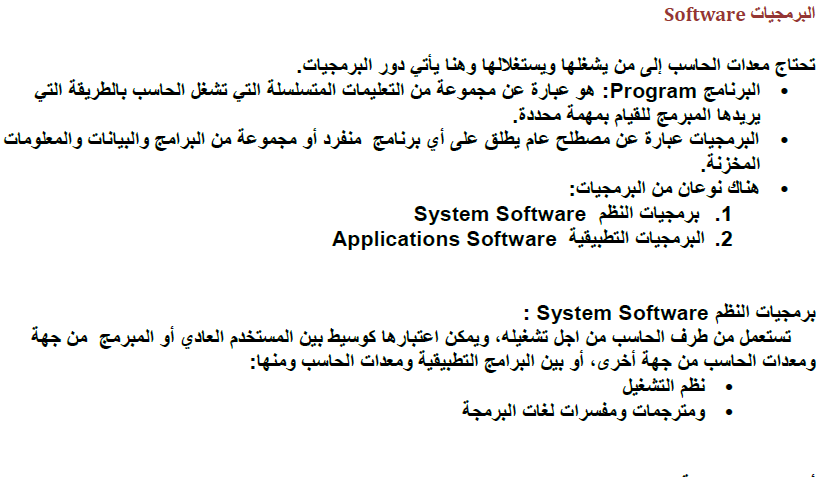 البرمجيات Software
تحتاج معدات الحاسب إلى من يشغلها ويستغلالها وهنا يأتي دور البرمجيات.
• البرنامج Program: هو عبارة عن مجموعة من التعليمات المتسلسلة التي تشغل الحاسب بالطريقة التي
يريدها المبرمج للقيام بمهمة محددة.
• البرمجيات عبارة عن مصطلح عام يطلق على أي برنامج منفرد أو مجموعة من البرامج والبيانات والمعلومات
المخزنة.
• هناك نوعان من البرمجيات:
1. برمجيات النظم System Software
2. البرمجيات التطبيقية Applications Software
برمجيات النظم System Software :
تستعمل من طرف الحاسب من اجل تشغيله، ويمكن اعتبارها كوسيط بين المستخدم العادي أو المبرمج من جهة
ومعدات الحاسب من جهة أخرى، أو بين البرامج التطبيقية ومعدات الحاسب ومنها:
• نظم التشغيل
• ومترجمات ومفسرات لغات البرمجة